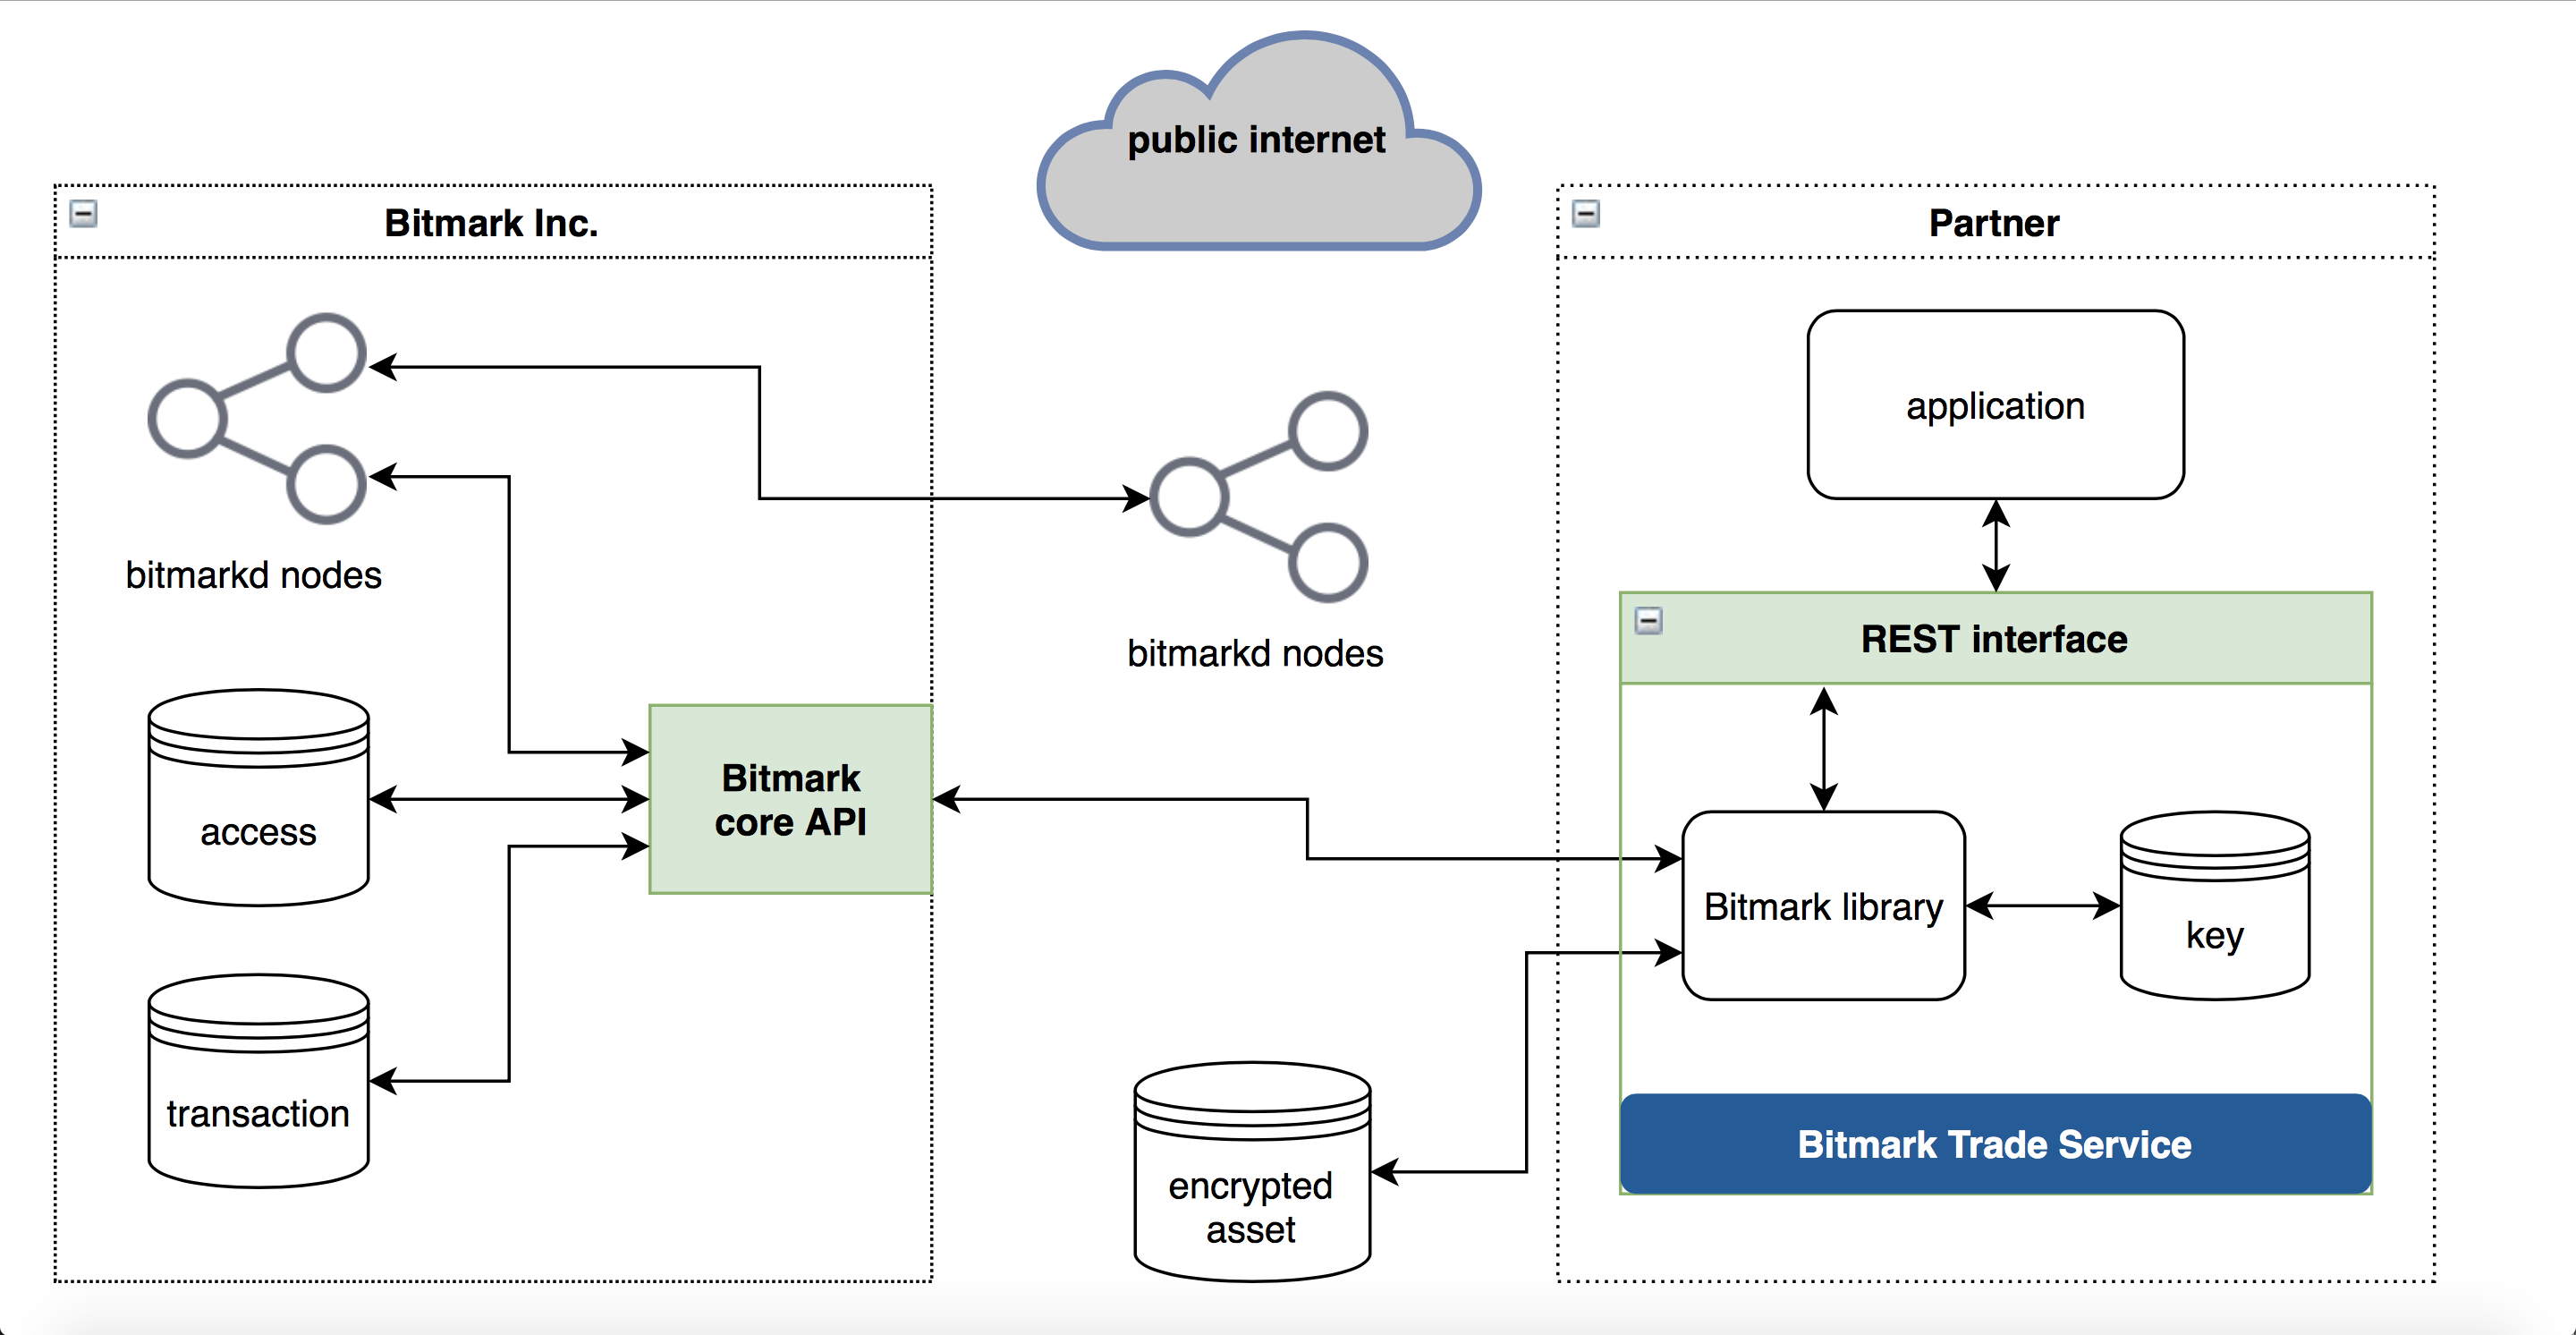 public internet
Bitmark Inc.
bitmarkd nodes
access
transaction
Bitmark
core API
bitmarkd nodes
encrypted
asset
Partner
application
REST interface
Bitmark library
key
Bitmark Trade Service